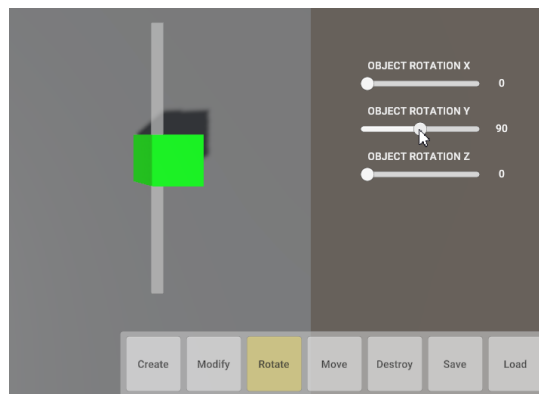 OBJECT ROTATION X
0
OBJECT ROTATION Y
90
OBJECT ROTATION Z
0
Create Modify Rotate Move Destroy Save Load